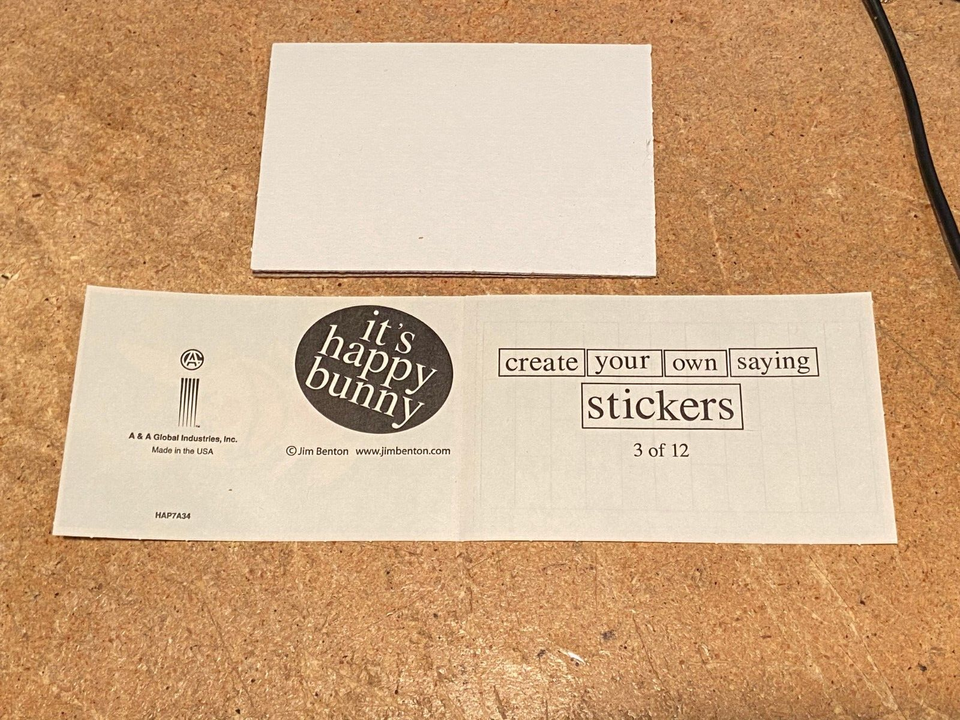 A
A & A Global Industries, Inc.
Made in the USA
HAP7A34
it's
happy
bunny
© Jim Benton www.jimbenton.com
create your own saying
stickers
3 of 12